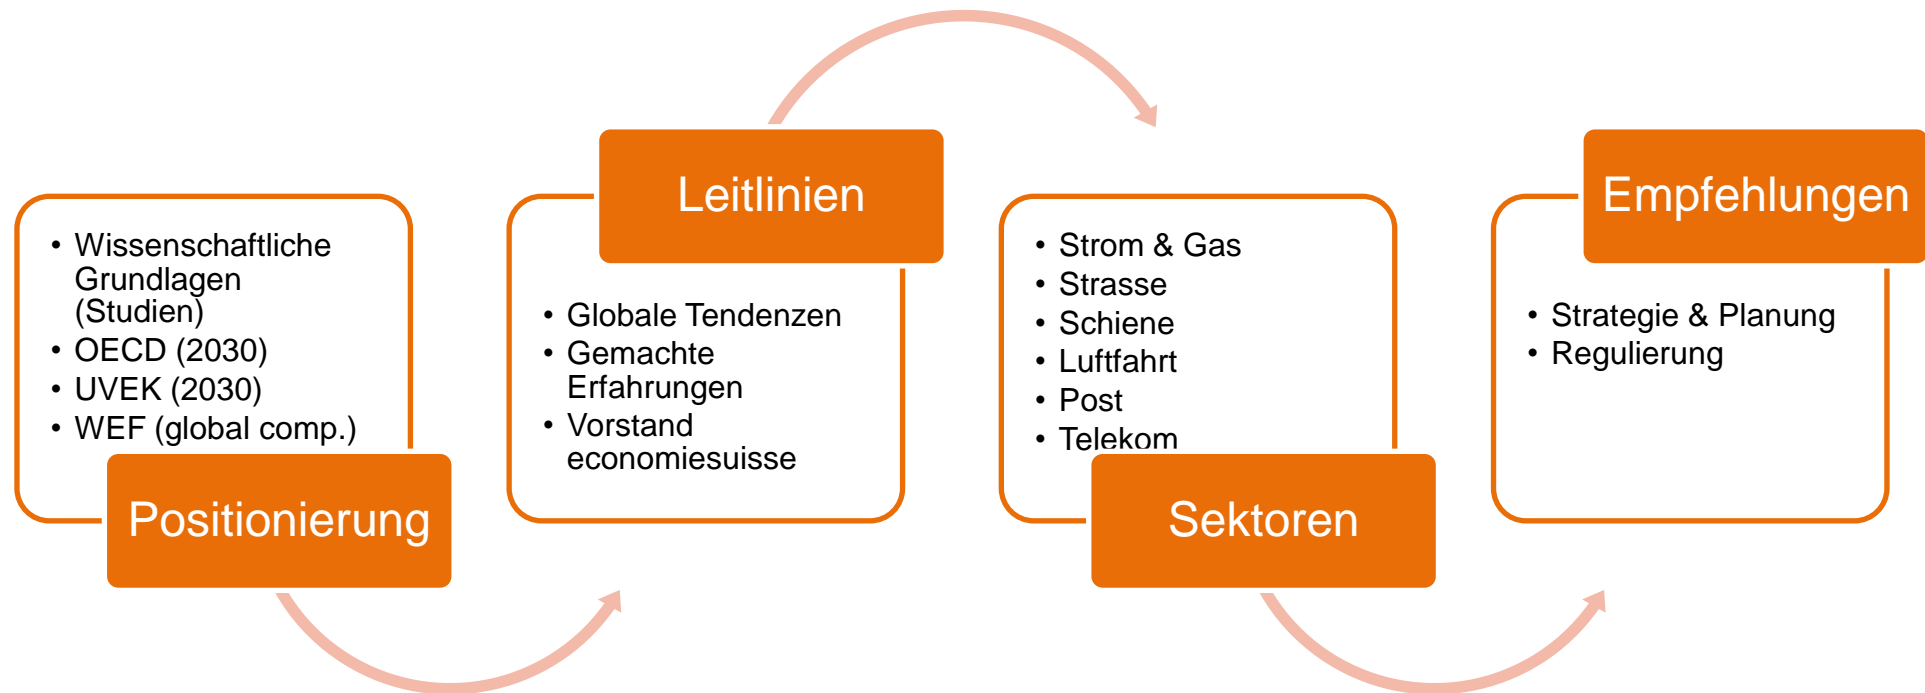 • Wissenschaftliche
Grundlagen
(Studien)
• OECD (2030)
• UVEK (2030)
• WEF (global comp.)
Positionierung
Leitlinien
• Globale Tendenzen
• Gemachte
Erfahrungen
• Vorstand
economiesuisse
• Strom & Gas
• Strasse
• Schiene
• Luftfahrt
• Post
• Telekom
Sektoren
Empfehlungen
• Strategie & Planung
• Regulierung